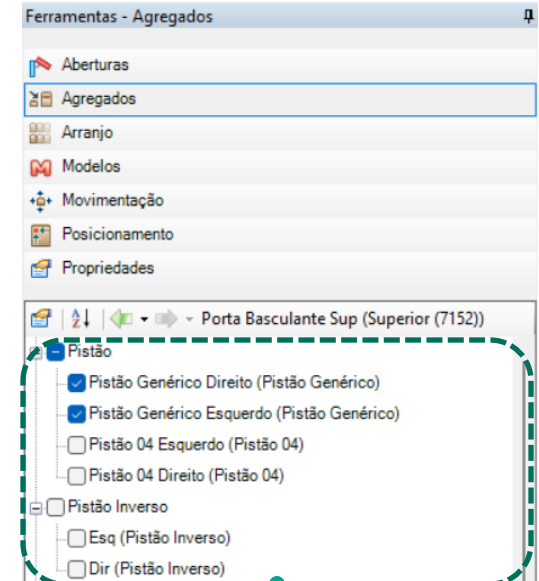 Ferramentas - Agregados
Aberturas
Agregados
Arranjo
Modelos
Movimentação
Posicionamento
Propriedades
Porta Basculante Sup (Superior (7152))
Pistão
Pistão Genérico Direito (Pistão Genérico)
Pistão Genérico Esquerdo (Pistão Genérico)
Pistão 04 Esquerdo (Pistão 04)
Pistão 04 Direito (Pistão 04)
Pistão Inverso
Esq (Pistão Inverso)
Dir (Pistão Inverso)